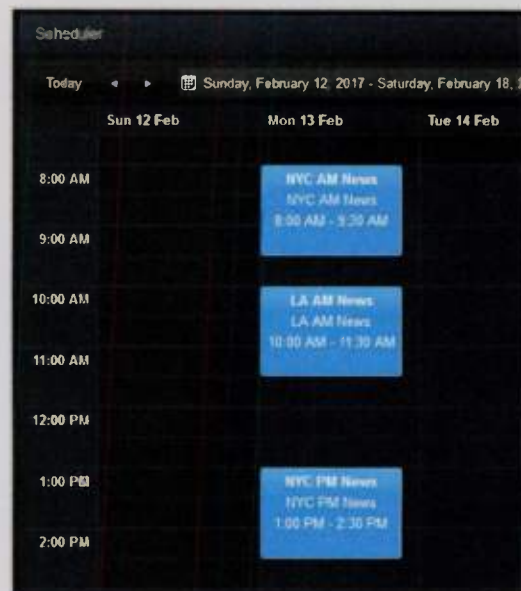 Scheduler
Today Sunday, February 12 2017 - Saturday, February 18,
Sun 12 Feb Mon 13 Feb Tue 14 Feb
8:00 AM
NYC AM News
NYC AM News
8:00 AM - 9:30 AM
9:00 AM
10:00 AM
LA AM News
LA AM News
10:00 AM - 11:30 AM
11:00 AM
12:00 PM
1:00 PM
NYC PM News
NYC PM News
1:00 PM - 2:30 PM
2:00 PM